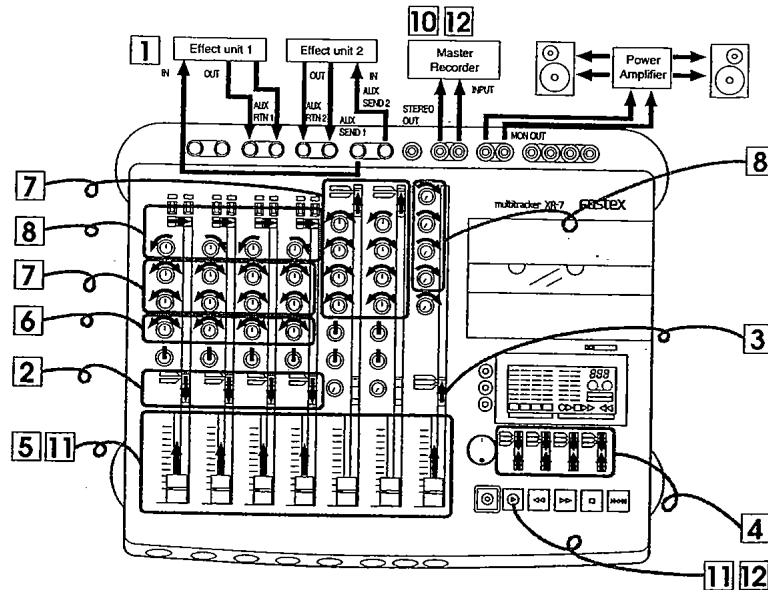 10 12
1
Effect unit 1
Effect unit 2
Master
Recorder
Power
Amplifier
IN
OUT
OUT
IN
INPUT
AUX
RTN 1
AUX
RTN 2
AUX
SEND 1
AUX
SEND 2
STEREO
OUT
MON OUT
7
8
multitracker XR-7 FOSTEX
8
7
6
3
2
888
5 11
4
11 12